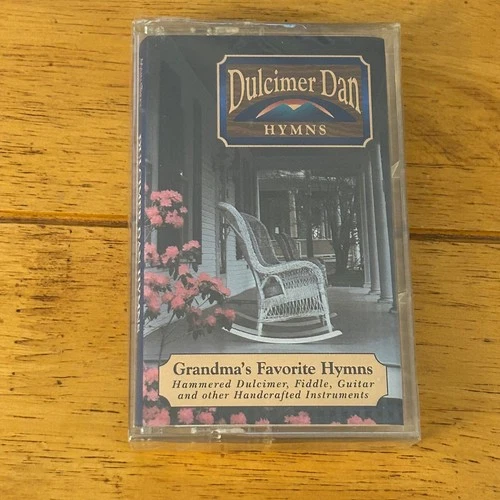 Dulcimer Dan
HYMNS
Grandma's Favorite Hymns
Hammered Dulcimer, Fiddle, Guitar
and other Handcrafted Instruments